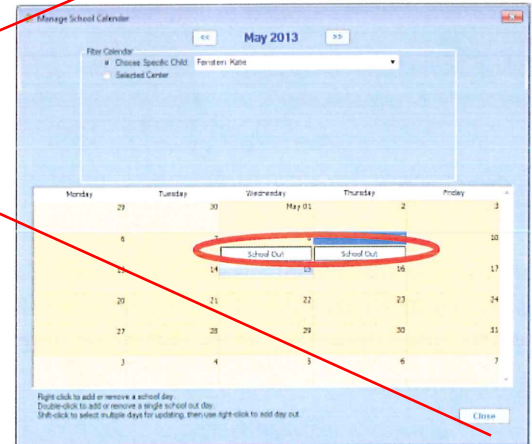 Manage School Calendar
<< May 2013 >>
Filter Calendar
Choose Specific Child Feinstein, Katie
Selected Center
Monday Tuesday Wednesday Thursday Friday
29 30 May 01 2 3
6 7 8 10
School Out School Out
13 14 15 16 17
20 21 22 23 24
27 28 29 30 31
3 4 5 6 7
Right click to add or remove a school day.
Double-click to add or remove a single school out day.
Shift-click to select multiple days for updating, then use right-click to add day out.
Close